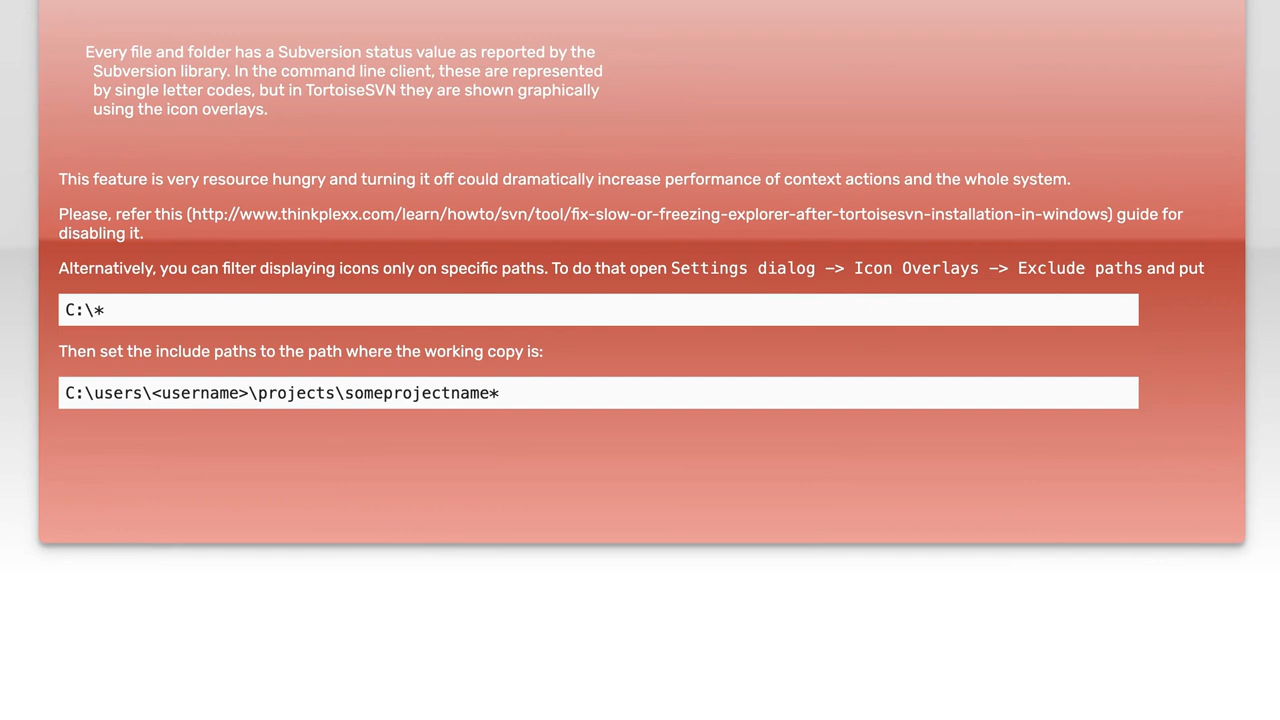 Every file and folder has a Subversion status value as reported by the
Subversion library. In the command line client, these are represented
by single letter codes, but in TortoiseSVN they are shown graphically
using the icon overlays.
This feature is very resource hungry and turning it off could dramatically increase performance of context actions and the whole system.
Please, refer this (http://www.thinkplexx.com/learn/howto/svn/tool/fix-slow-or-freezing-explorer-after-tortoisesvn-installation-in-windows) guide for
disabling it.
Alternatively, you can filter displaying icons only on specific paths. To do that open Settings dialog -> Icon Overlays -> Exclude paths and put
C:\*
Then set the include paths to the path where the working copy is:
C:\users\<username>\projects\someprojectname*